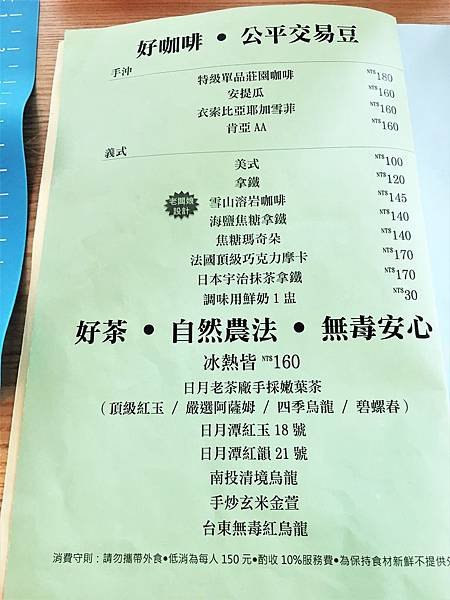 好咖啡 • 公平交易豆
手沖
特級單品莊園咖啡 NT$180
安提瓜 NT$160
衣索比亞耶加雪菲 NT$160
肯亞 AA NT$160
義式
美式 NT$100
拿鐵 NT$120
老闆娘設計 雪山溶岩咖啡 NT$145
海鹽焦糖拿鐵 NT$140
焦糖瑪奇朵 NT$140
法國頂級巧克力摩卡 NT$170
日本宇治抹茶拿鐵 NT$170
調味用鮮奶 1 盅 NT$30
好茶 • 自然農法 • 無毒安心
冰熱皆 NT$160
日月老茶廠手採嫩葉茶
（頂級紅玉 / 嚴選阿薩姆 / 四季烏龍 / 碧螺春）
日月潭紅玉 18 號
日月潭紅韻 21 號
南投清境烏龍
手炒玄米金萱
台東無毒紅烏龍
消費守則：請勿攜帶外食•低消為每人 150 元•酌收 10%服務費•為保持食材新鮮不提供